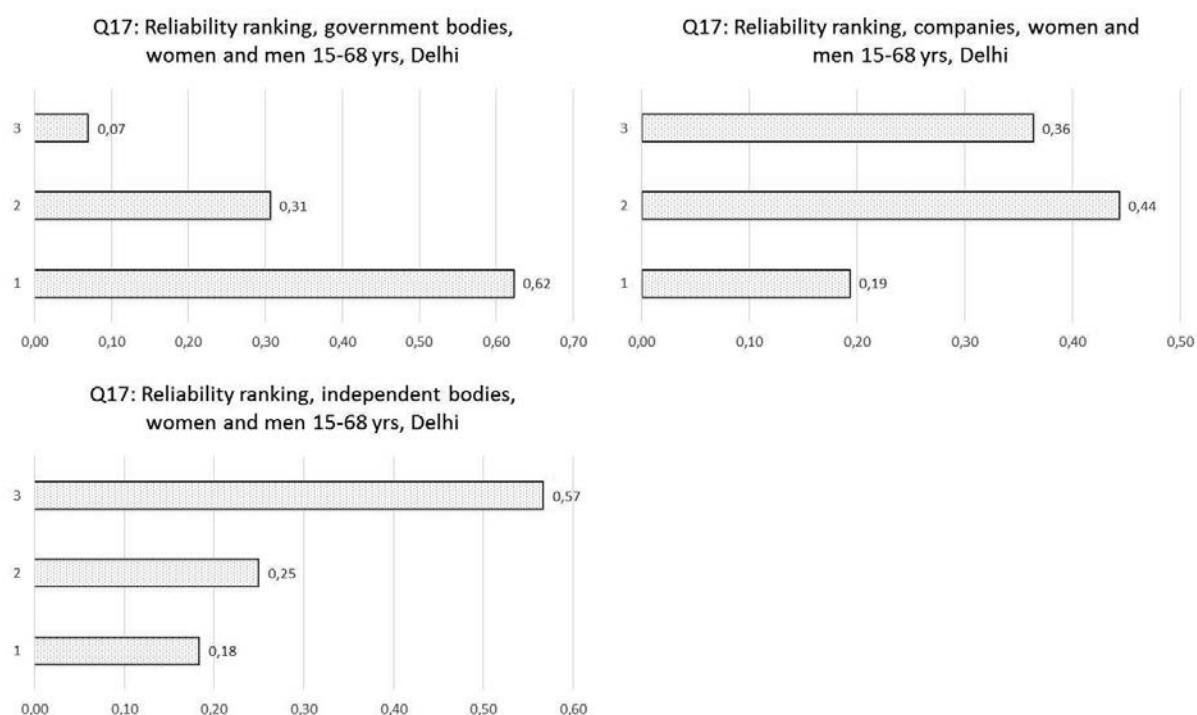 Q17: Reliability ranking, government bodies,
women and men 15-68 yrs, Delhi
3
0,07
2
0,31
1
0,62
0,00 0,10 0,20 0,30 0,40 0,50 0,60 0,70
Q17: Reliability ranking, companies, women and
men 15-68 yrs, Delhi
3
0,36
2
0,44
1
0,19
0,00 0,10 0,20 0,30 0,40 0,50
Q17: Reliability ranking, independent bodies,
women and men 15-68 yrs, Delhi
3
0,57
2
0,25
1
0,18
0,00 0,10 0,20 0,30 0,40 0,50 0,60